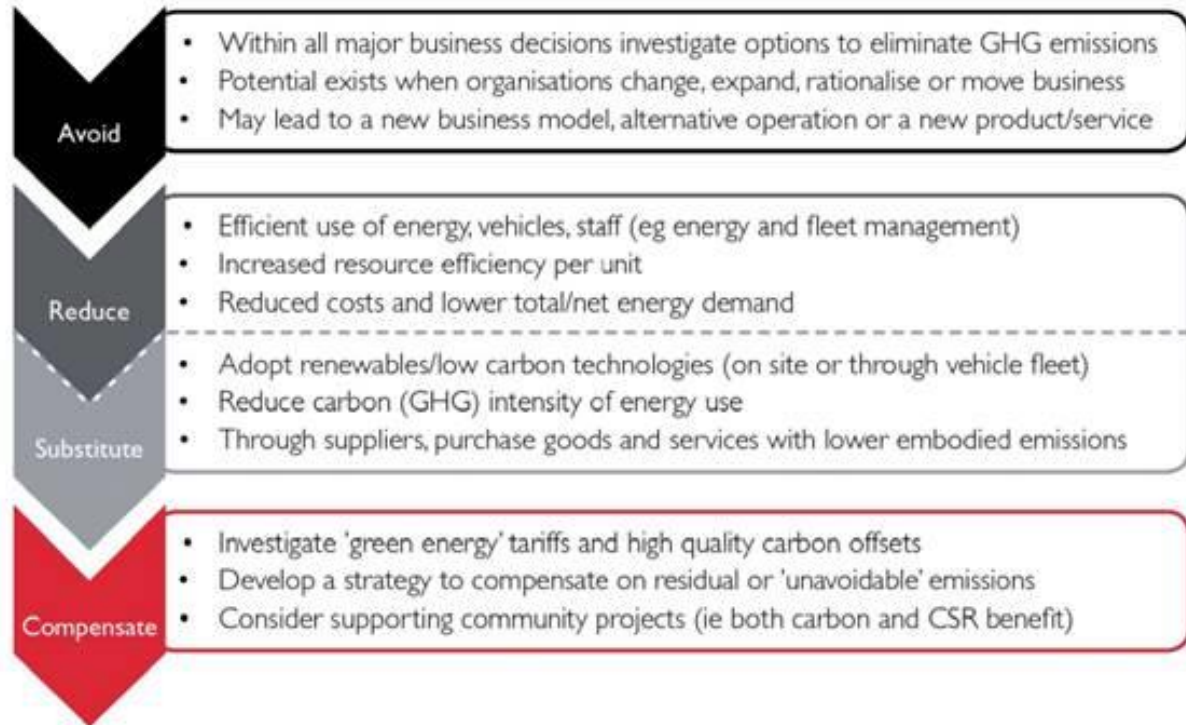 Avoid
• Within all major business decisions investigate options to eliminate GHG emissions
• Potential exists when organisations change, expand, rationalise or move business
• May lead to a new business model, alternative operation or a new product/service
Reduce
• Efficient use of energy, vehicles, staff (eg energy and fleet management)
• Increased resource efficiency per unit
• Reduced costs and lower total/net energy demand
Substitute
• Adopt renewables/low carbon technologies (on site or through vehicle fleet)
• Reduce carbon (GHG) intensity of energy use
• Through suppliers, purchase goods and services with lower embodied emissions
Compensate
• Investigate 'green energy' tariffs and high quality carbon offsets
• Develop a strategy to compensate on residual or 'unavoidable' emissions
• Consider supporting community projects (ie both carbon and CSR benefit)